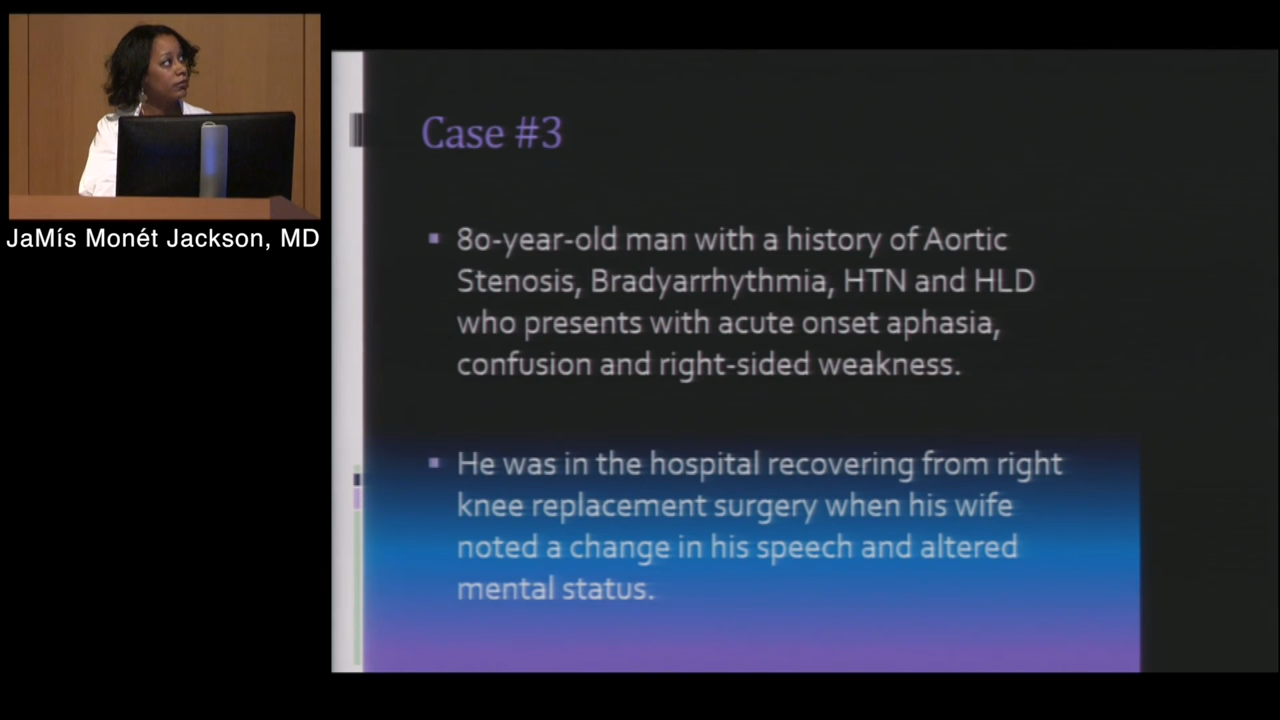 JaMís Monét Jackson, MD
Case #3
▪ 80-year-old man with a history of Aortic
Stenosis, Bradyarrhythmia, HTN and HLD
who presents with acute onset aphasia,
confusion and right-sided weakness.
▪ He was in the hospital recovering from right
knee replacement surgery when his wife
noted a change in his speech and altered
mental status.